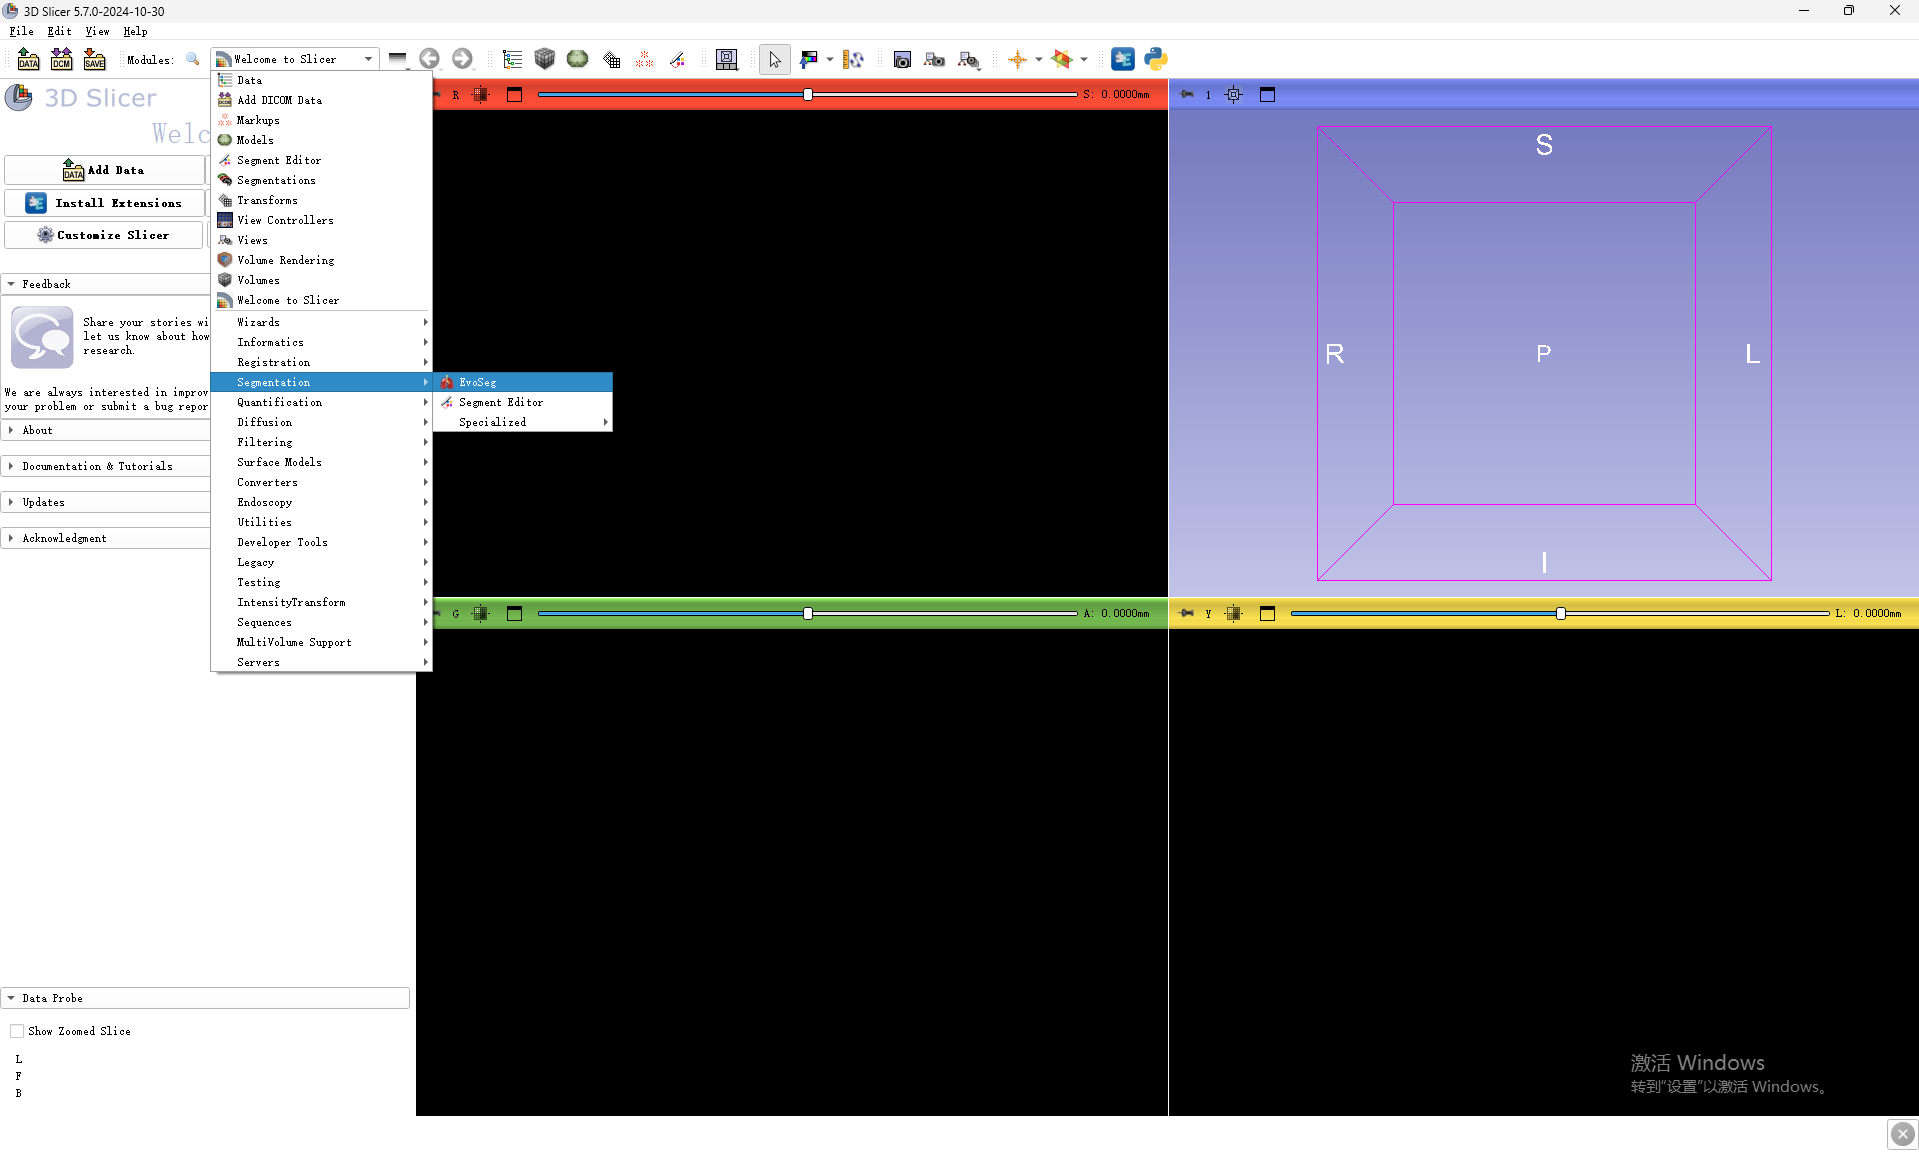 3D Slicer 5.7.0-2024-10-30
File Edit View Help
DATA DCM SAVE Modules: Welcome to Slicer
3D Slicer
Welc
Add Data
Install Extensions
Customize Slicer
Feedback
Share your stories wi
let us know about how
research.
We are always interested in improv
your problem or submit a bug repor
About
Documentation & Tutorials
Updates
Acknowledgment
Data
Add DICOM Data
Markups
Models
Segment Editor
Segmentations
Transforms
View Controllers
Views
Volume Rendering
Volumes
Welcome to Slicer
Wizards
Informatics
Registration
Segmentation
Quantification
Diffusion
Filtering
Surface Models
Converters
Endoscopy
Utilities
Developer Tools
Legacy
Testing
IntensityTransform
Sequences
MultiVolume Support
Servers
EvoSeg
Segment Editor
Specialized
R S: 0.0000mm
1
S
R P L
I
G A: 0.0000mm
Y L: 0.0000mm
Data Probe
Show Zoomed Slice
L
F
B
激活 Windows
转到"设置"以激活 Windows。